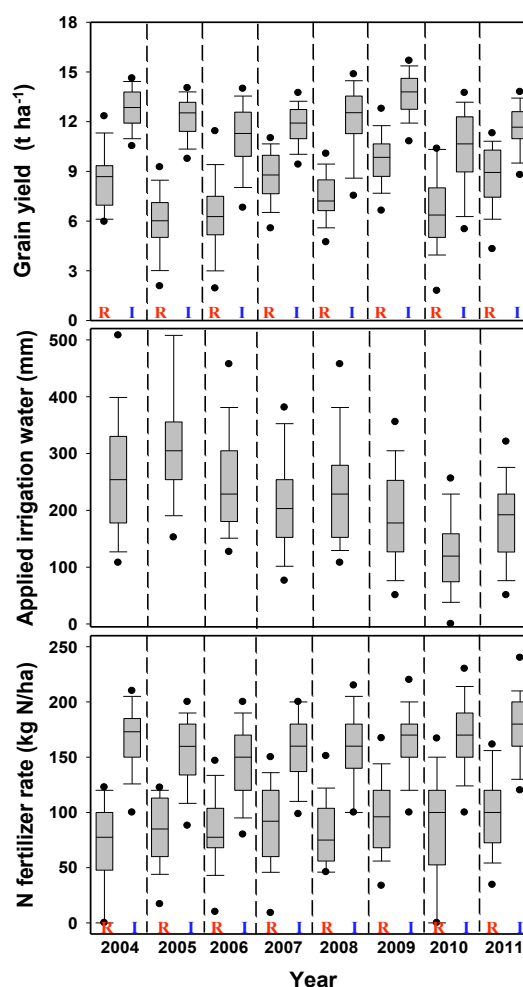 Grain yield (t ha⁻¹)
18
15
12
9
6
3
0
R I R I R I R I R I R I R I R I
Applied irrigation water (mm)
500
400
300
200
100
0
N fertilizer rate (kg N/ha)
250
200
150
100
50
0
R I R I R I R I R I R I R I R I
2004 2005 2006 2007 2008 2009 2010 2011
Year